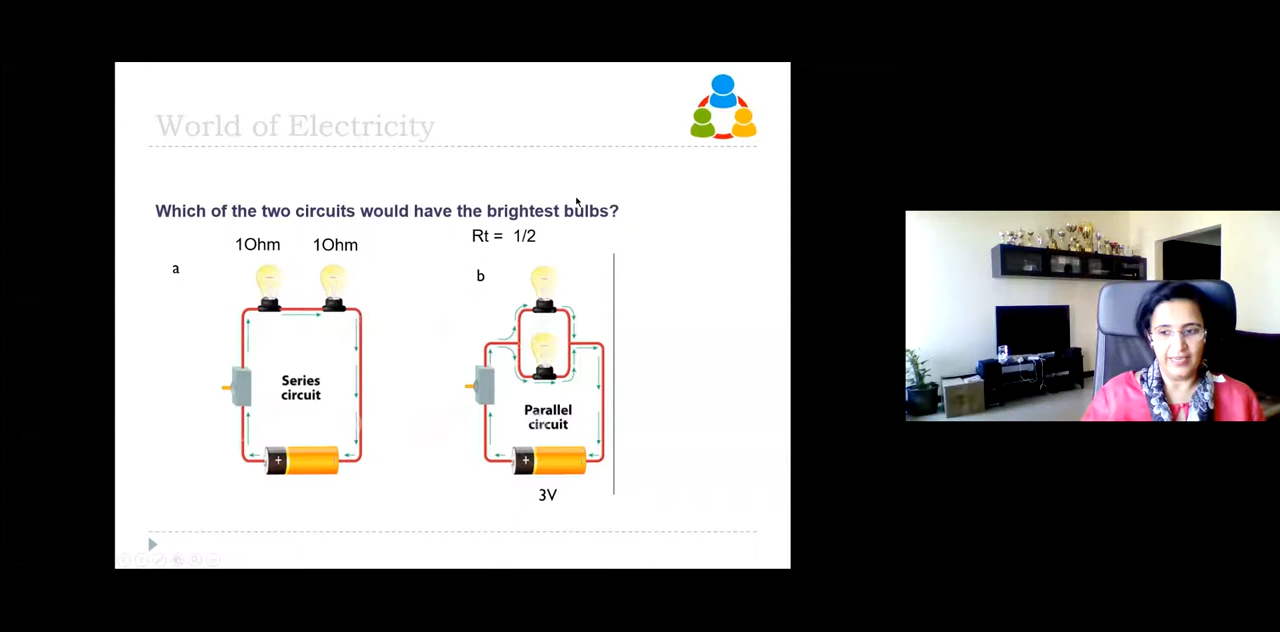 World of Electricity
Which of the two circuits would have the brightest bulbs?
1Ohm 1Ohm
Rt = 1/2
a
b
Series
circuit
Parallel
circuit
+
+
3V